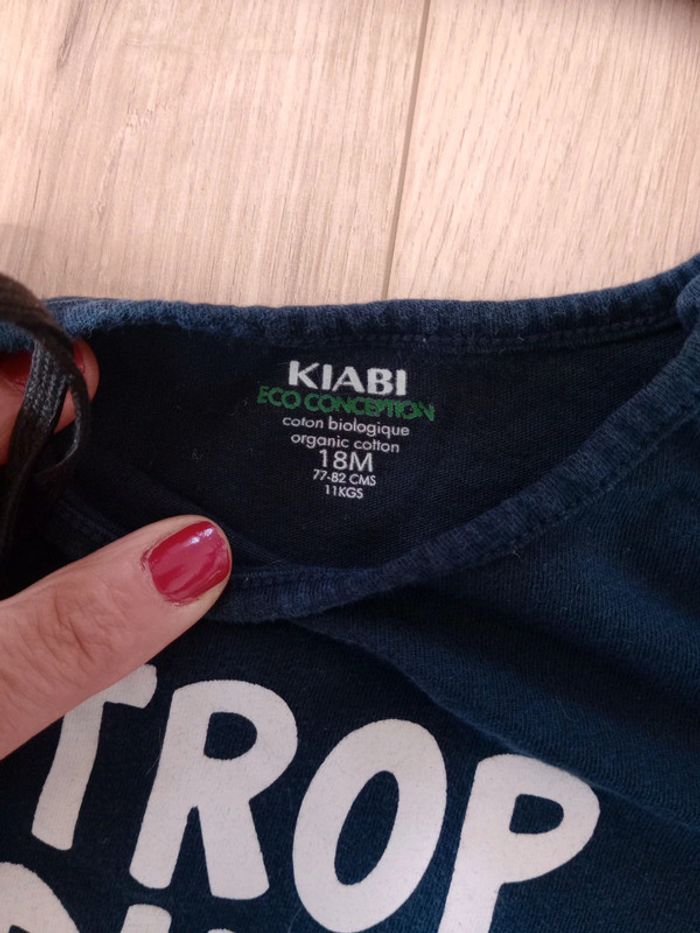 KIABI
ECO CONCEPTION
coton biologique
organic cotton
18M
77-82 CMS
11KGS
TROP